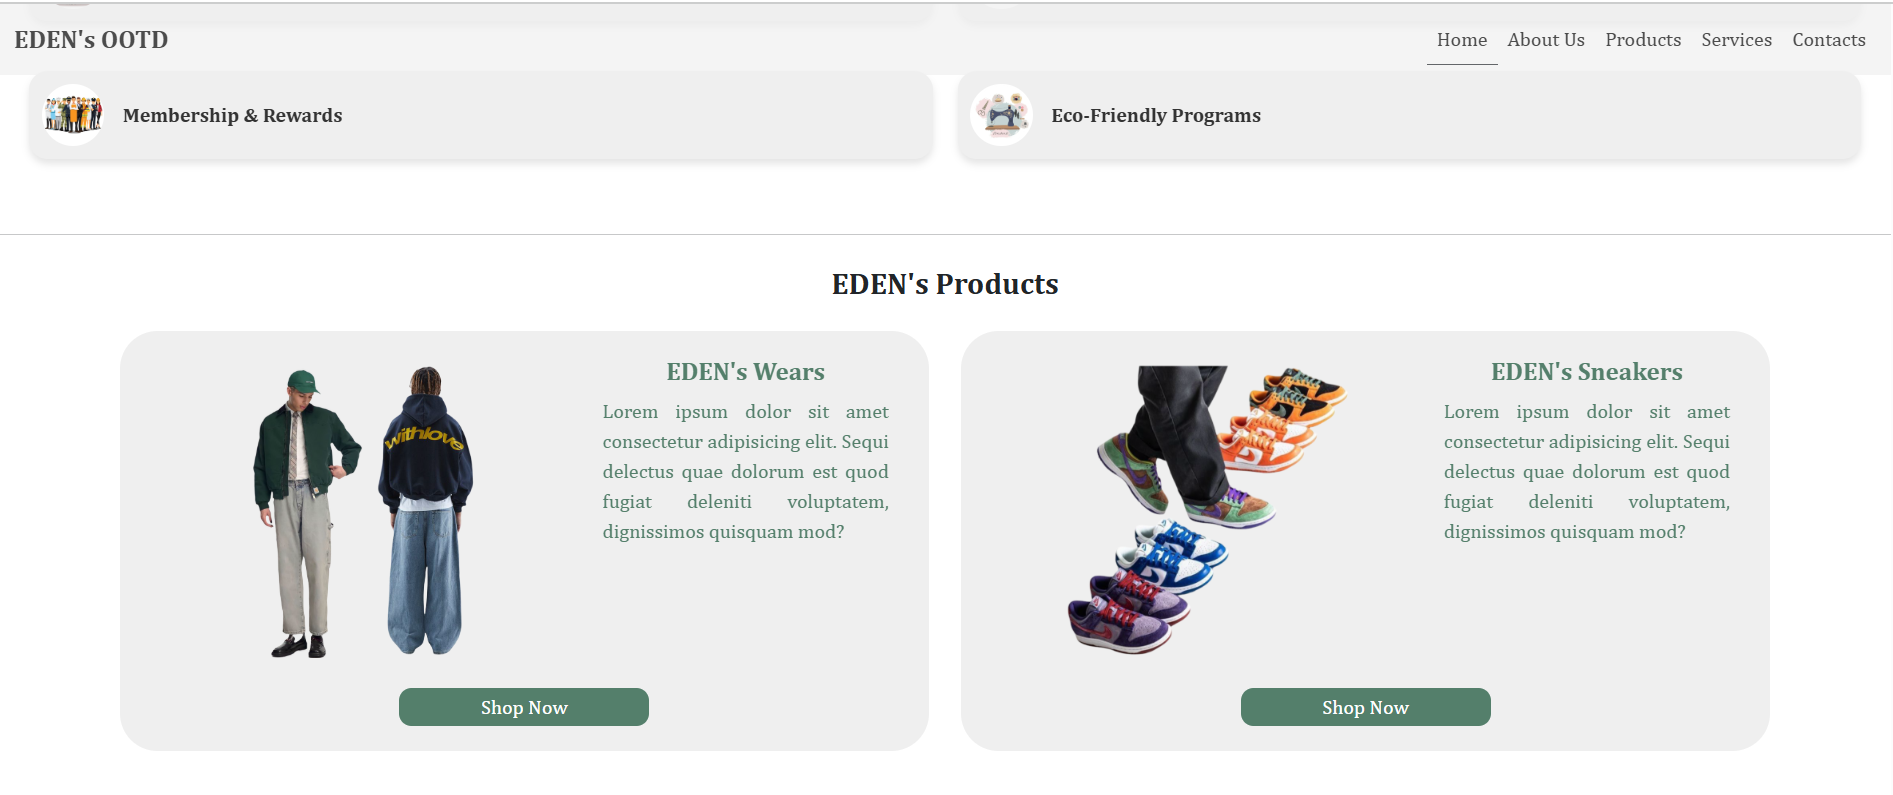 EDEN's OOTD
Home About Us Products Services Contacts
Membership & Rewards
Eco-Friendly Programs
EDEN's Products
EDEN's Wears
Lorem ipsum dolor sit amet
consectetur adipisicing elit. Sequi
delectus quae dolorum est quod
fugiat deleniti voluptatem,
dignissimos quisquam mod?
Withlove
Shop Now
EDEN's Sneakers
Lorem ipsum dolor sit amet
consectetur adipisicing elit. Sequi
delectus quae dolorum est quod
fugiat deleniti voluptatem,
dignissimos quisquam mod?
Shop Now